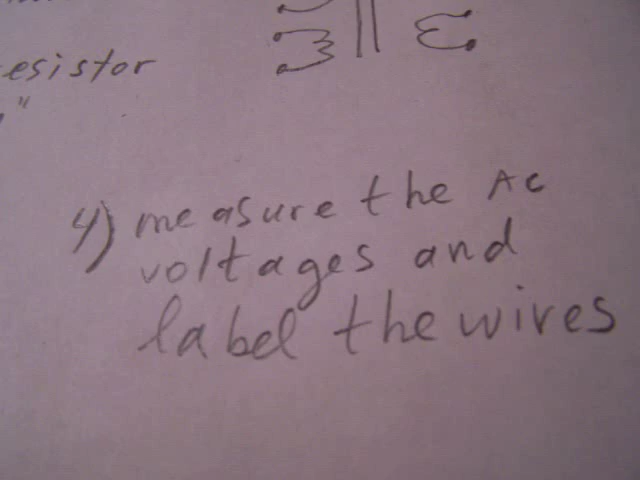 esistor
"
4) measure the AC
voltages and
label the wires